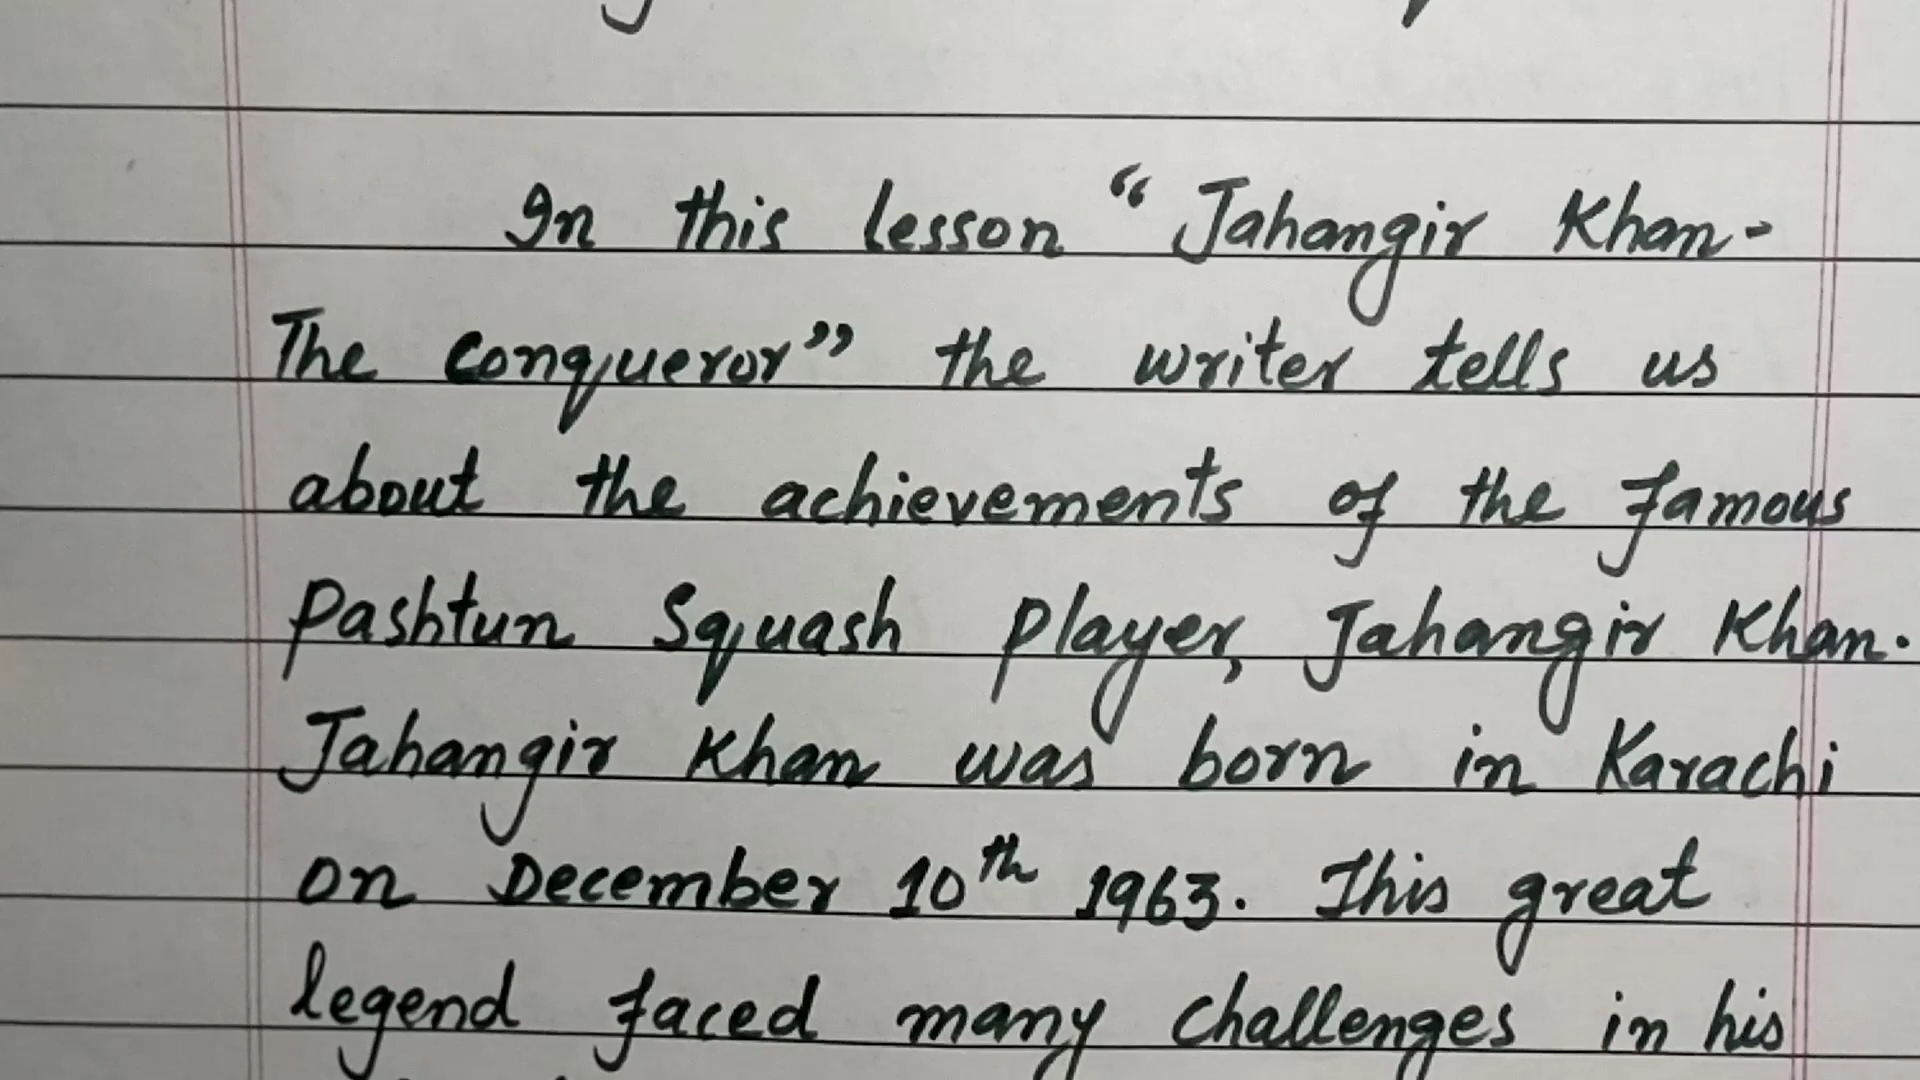 In this lesson “Jahangir Khan-
The Conqueror” the writer tells us
about the achievements of the famous
Pashtun Squash player, Jahangir Khan.
Jahangir Khan was born in Karachi
on December 10th 1963. This great
legend faced many challenges in his